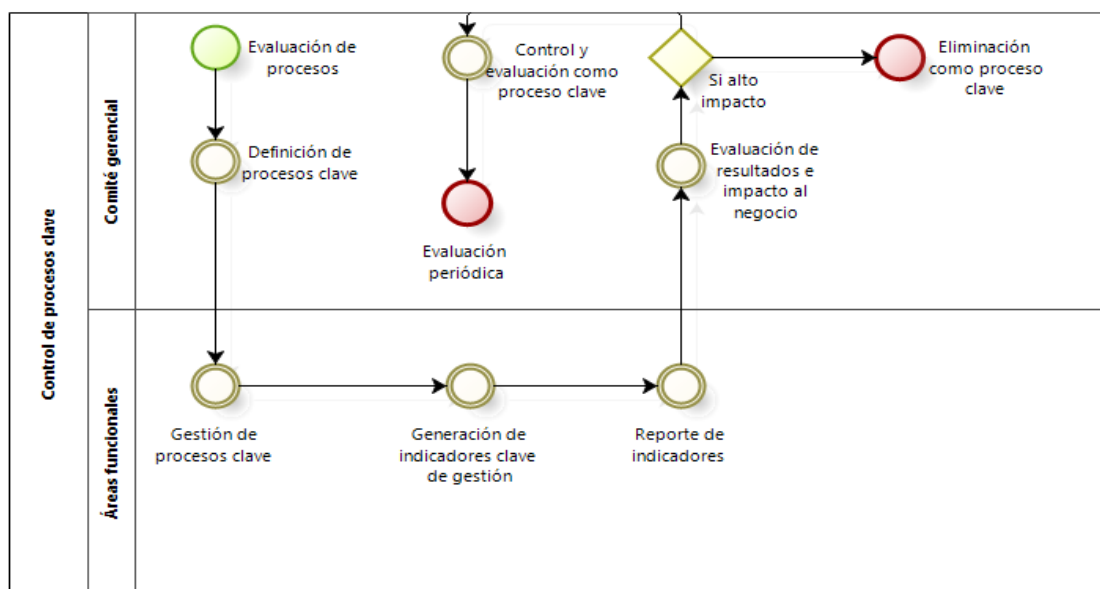 Control de procesos clave
Comité gerencial
Evaluación de
procesos
Definición de
procesos clave
Control y
evaluación como
proceso clave
Evaluación
periódica
Si alto
impacto
Evaluación de
resultados e
impacto al
negocio
Eliminación
como proceso
clave
Áreas funcionales
Gestión de
procesos clave
Generación de
indicadores clave
de gestión
Reporte de
indicadores